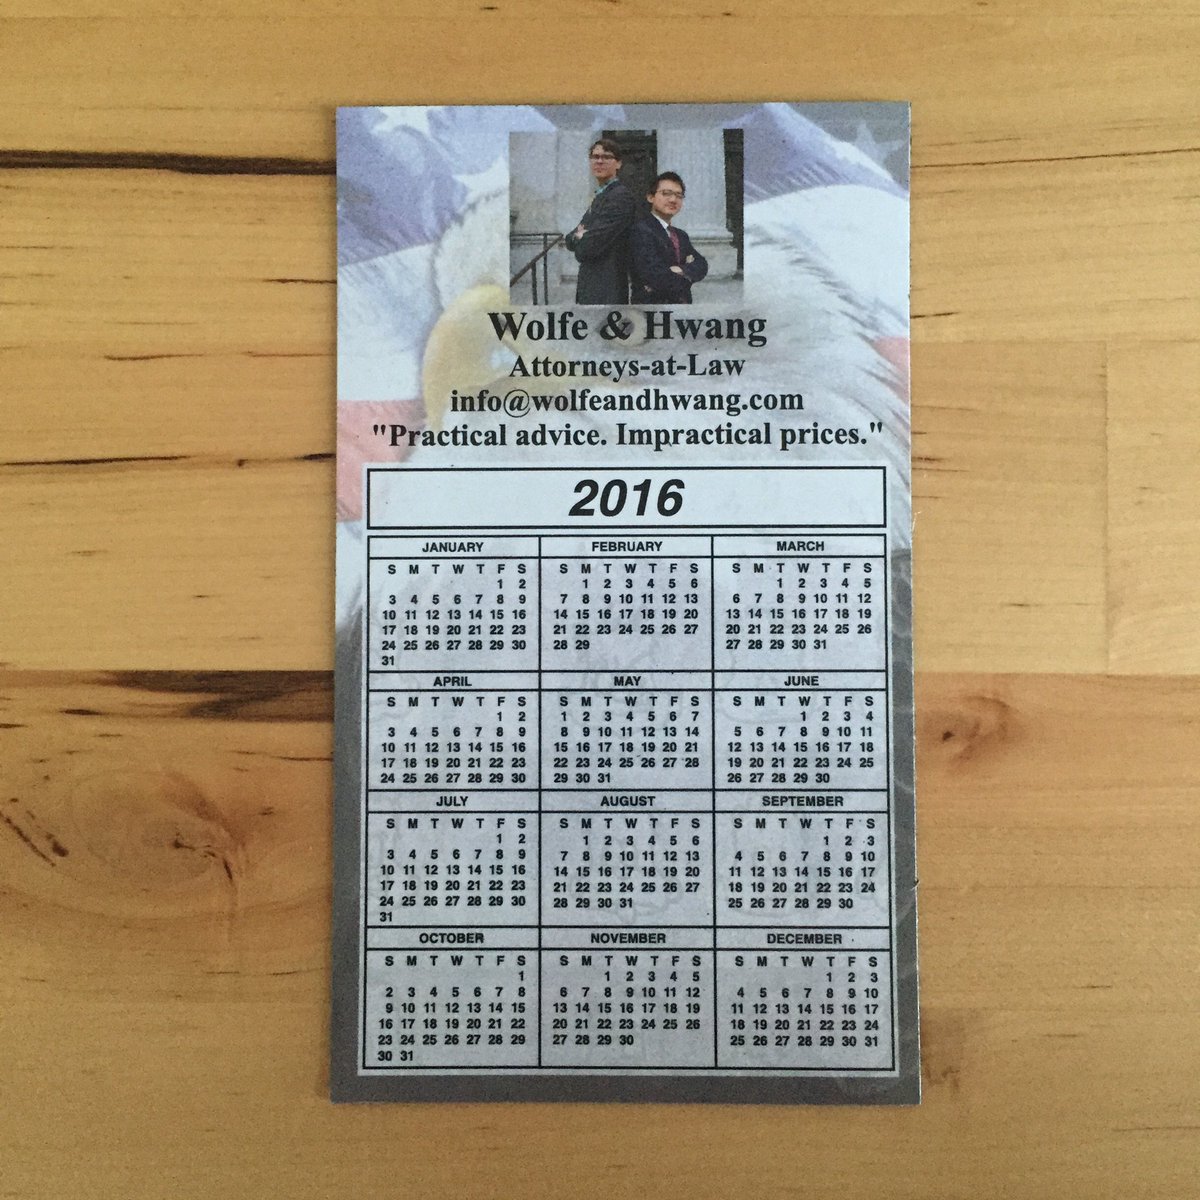 Wolfe & Hwang
Attorneys-at-Law
info@wolfeandhwang.com
"Practical advice. Impractical prices."
2016
JANUARY
S M T W T F S
1 2
3 4 5 6 7 8 9
10 11 12 13 14 15 16
17 18 19 20 21 22 23
24 25 26 27 28 29 30
31
FEBRUARY
S M T W T F S
1 2 3 4 5 6
7 8 9 10 11 12 13
14 15 16 17 18 19 20
21 22 23 24 25 26 27
28 29
MARCH
S M T W T F S
1 2 3 4 5
6 7 8 9 10 11 12
13 14 15 16 17 18 19
20 21 22 23 24 25 26
27 28 29 30 31
APRIL
S M T W T F S
1 2
3 4 5 6 7 8 9
10 11 12 13 14 15 16
17 18 19 20 21 22 23
24 25 26 27 28 29 30
MAY
S M T W T F S
1 2 3 4 5 6 7
8 9 10 11 12 13 14
15 16 17 18 19 20 21
22 23 24 25 26 27 28
29 30 31
JUNE
S M T W T F S
1 2 3 4
5 6 7 8 9 10 11
12 13 14 15 16 17 18
19 20 21 22 23 24 25
26 27 28 29 30
JULY
S M T W T F S
1 2
3 4 5 6 7 8 9
10 11 12 13 14 15 16
17 18 19 20 21 22 23
24 25 26 27 28 29 30
31
AUGUST
S M T W T F S
1 2 3 4 5 6
7 8 9 10 11 12 13
14 15 16 17 18 19 20
21 22 23 24 25 26 27
28 29 30 31
SEPTEMBER
S M T W T F S
1 2 3
4 5 6 7 8 9 10
11 12 13 14 15 16 17
18 19 20 21 22 23 24
25 26 27 28 29 30
OCTOBER
S M T W T F S
1
2 3 4 5 6 7 8
9 10 11 12 13 14 15
16 17 18 19 20 21 22
23 24 25 26 27 28 29
30 31
NOVEMBER
S M T W T F S
1 2 3 4 5
6 7 8 9 10 11 12
13 14 15 16 17 18 19
20 21 22 23 24 25 26
27 28 29 30
DECEMBER
S M T W T F S
1 2 3
4 5 6 7 8 9 10
11 12 13 14 15 16 17
18 19 20 21 22 23 24
25 26 27 28 29 30 31